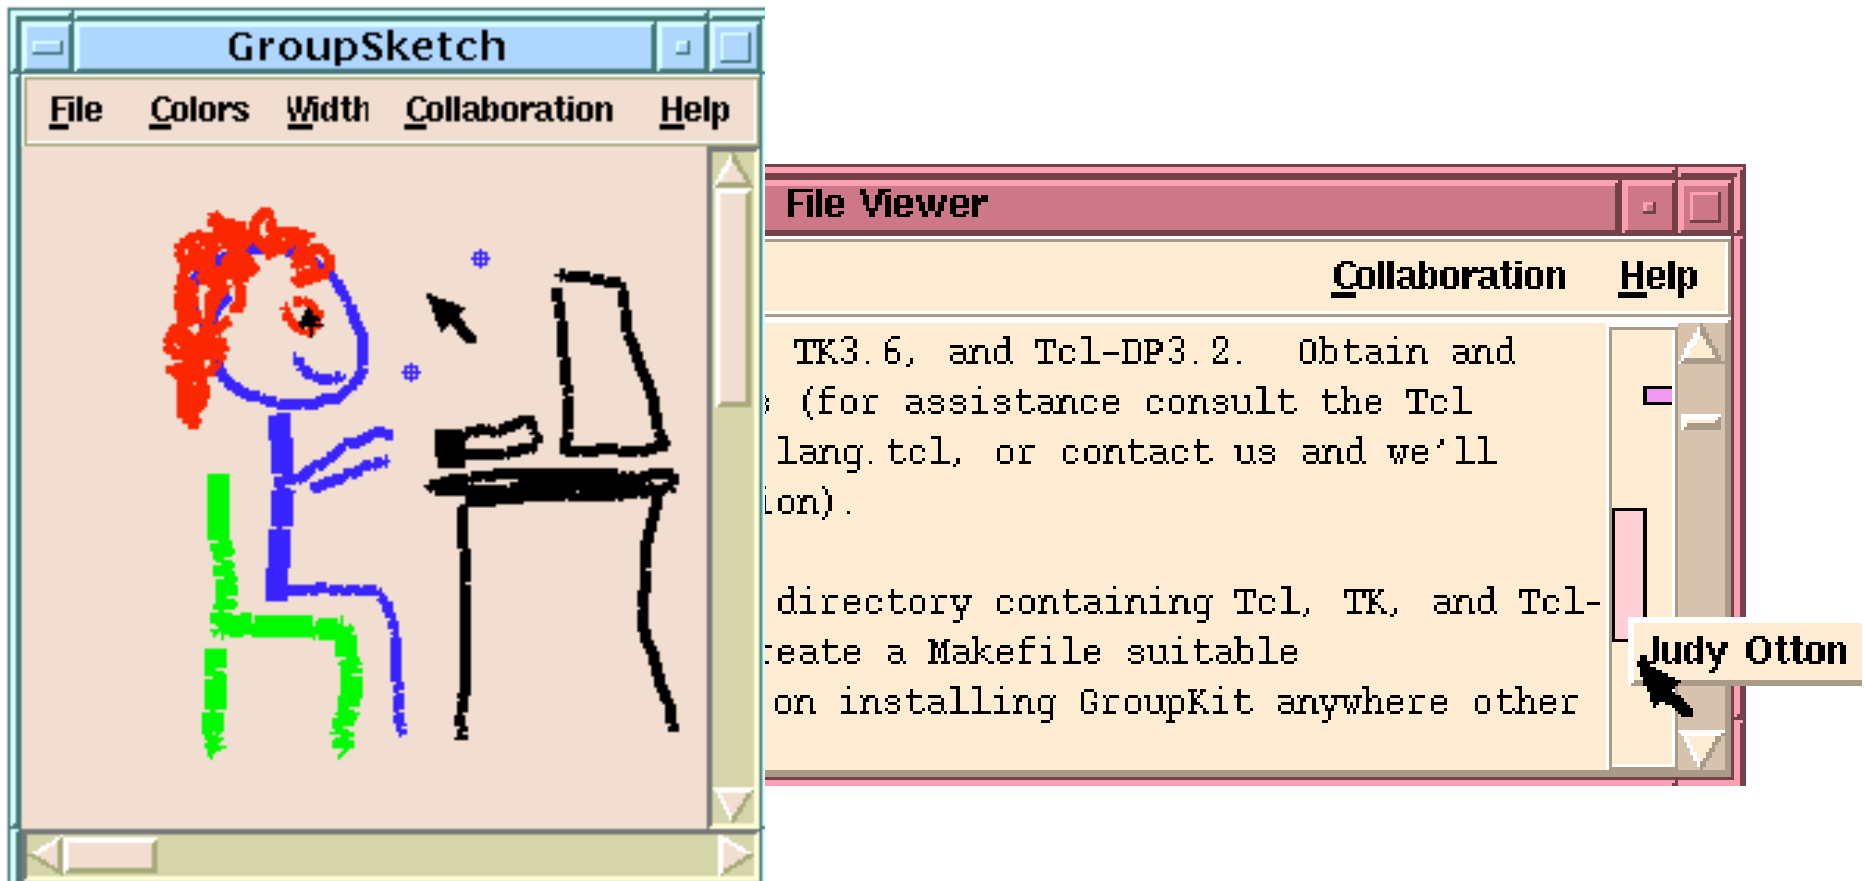 GroupSketch
File Colors Width Collaboration Help
File Viewer
Collaboration Help
TK3.6, and Tcl-DP3.2. Obtain and
(for assistance consult the Tcl
lang.tcl, or contact us and we'll
ion).
directory containing Tcl, TK, and Tcl-
reate a Makefile suitable
on installing GroupKit anywhere other
Judy Otton